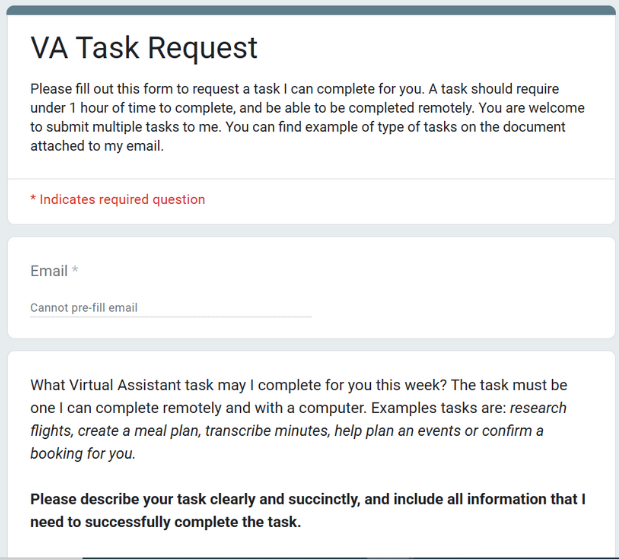 VA Task Request
Please fill out this form to request a task I can complete for you. A task should require
under 1 hour of time to complete, and be able to be completed remotely. You are welcome
to submit multiple tasks to me. You can find example of type of tasks on the document
attached to my email.
* Indicates required question
Email *
Cannot pre-fill email
What Virtual Assistant task may I complete for you this week? The task must be
one I can complete remotely and with a computer. Examples tasks are: research
flights, create a meal plan, transcribe minutes, help plan an events or confirm a
booking for you.
Please describe your task clearly and succinctly, and include all information that I
need to successfully complete the task.